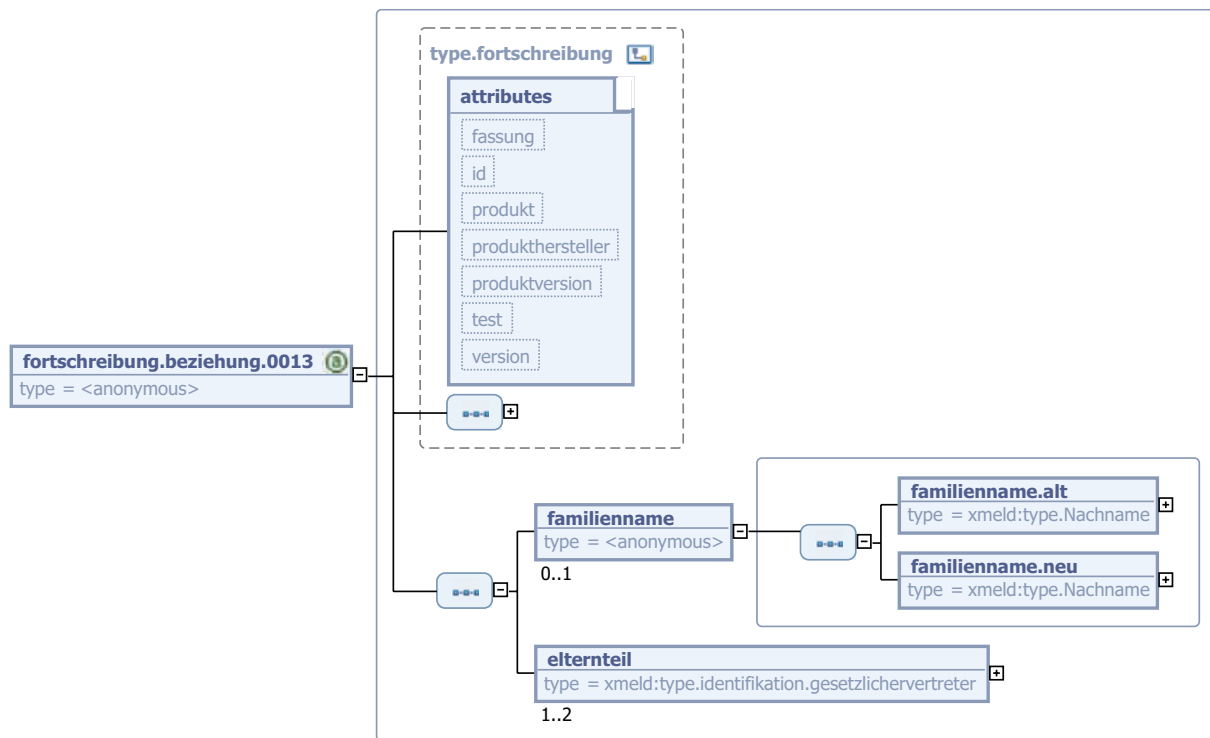 type.fortschreibung
attributes
fassung
id
produkt
produkthersteller
produktversion
test
version
fortschreibung.beziehung.0013
type = <anonymous>
familienname
type = <anonymous>
0..1
familienname.alt
type = xmeld:type.Nachname
familienname.neu
type = xmeld:type.Nachname
elternteil
type = xmeld:type.identifikation.gesetzlichervertreter
1..2